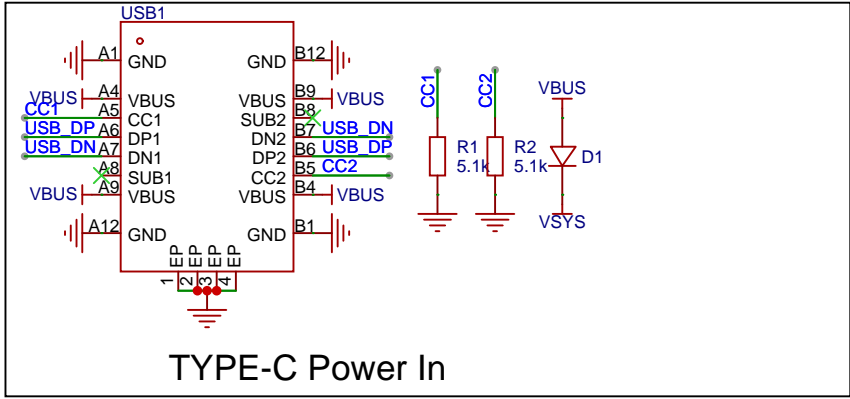 USB1
A1 GND GND B12
VBUS A4 VBUS VBUS B9 VBUS
CC1 A5 CC1 SUB2 B8
USB_DP A6 DP1 DN2 B7 USB_DN
USB_DN A7 DN1 DP2 B6 USB_DP
A8 SUB1 CC2 B5 CC2
VBUS A9 VBUS VBUS B4 VBUS
A12 GND GND B1
EP EP EP EP
1 2 3 4
CC1
R1
5.1k
CC2
R2
5.1k
VBUS
D1
VSYS
TYPE-C Power In